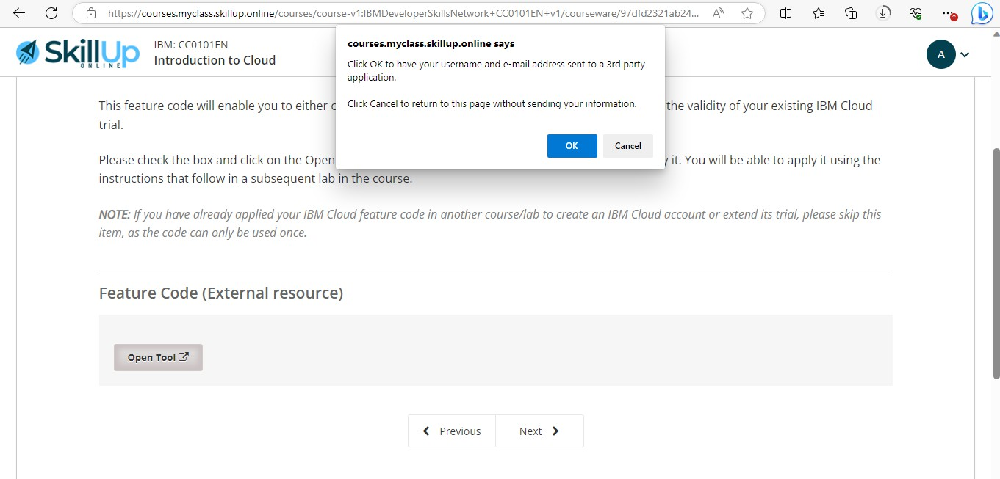 https://courses.myclass.skillup.online/courses/course-v1:IBMDeveloperSkillsNetwork+CC0101EN+v1/courseware/97dfd2321ab24...
SkillUp
ONLINE
IBM: CC0101EN
Introduction to Cloud
A
courses.myclass.skillup.online says
Click OK to have your username and e-mail address sent to a 3rd party
application.
Click Cancel to return to this page without sending your information.
OK Cancel
This feature code will enable you to either the validity of your existing IBM Cloud
trial.
Please check the box and click on the Open it. You will be able to apply it using the
instructions that follow in a subsequent lab in the course.
NOTE: If you have already applied your IBM Cloud feature code in another course/lab to create an IBM Cloud account or extend its trial, please skip this
item, as the code can only be used once.
Feature Code (External resource)
Open Tool
Previous Next